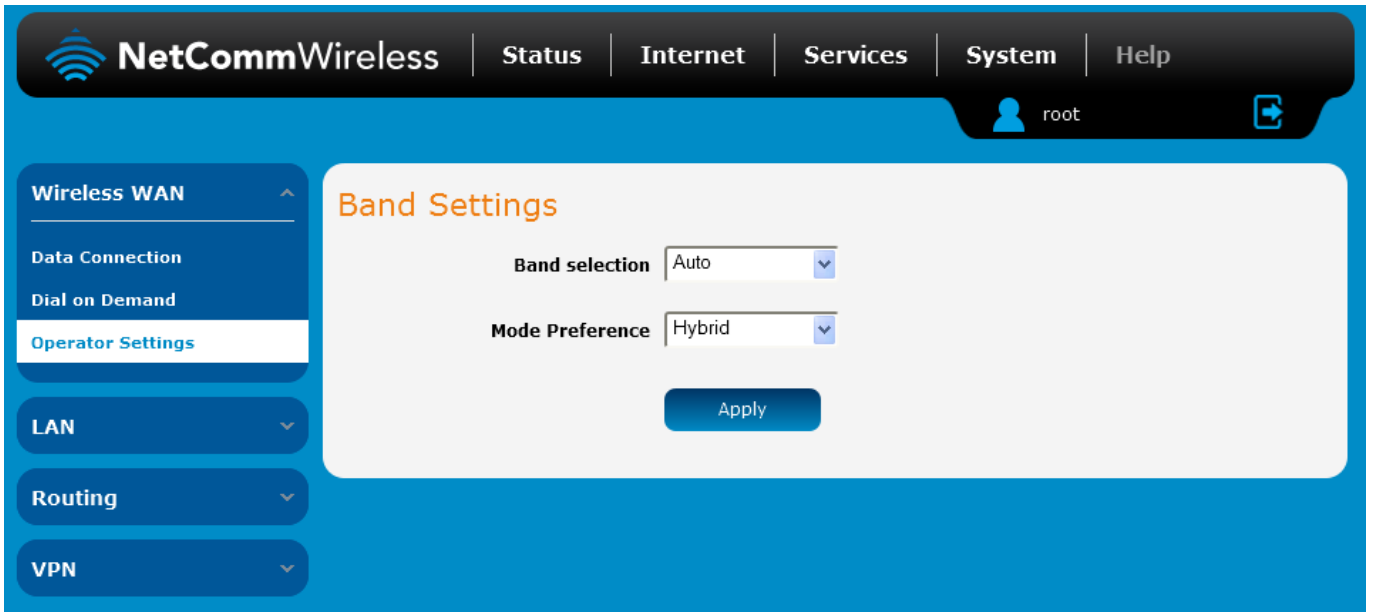 NetCommWireless Status Internet Services System Help
root
Wireless WAN
Data Connection
Dial on Demand
Operator Settings
LAN
Routing
VPN
Band Settings
Band selection Auto
Mode Preference Hybrid
Apply